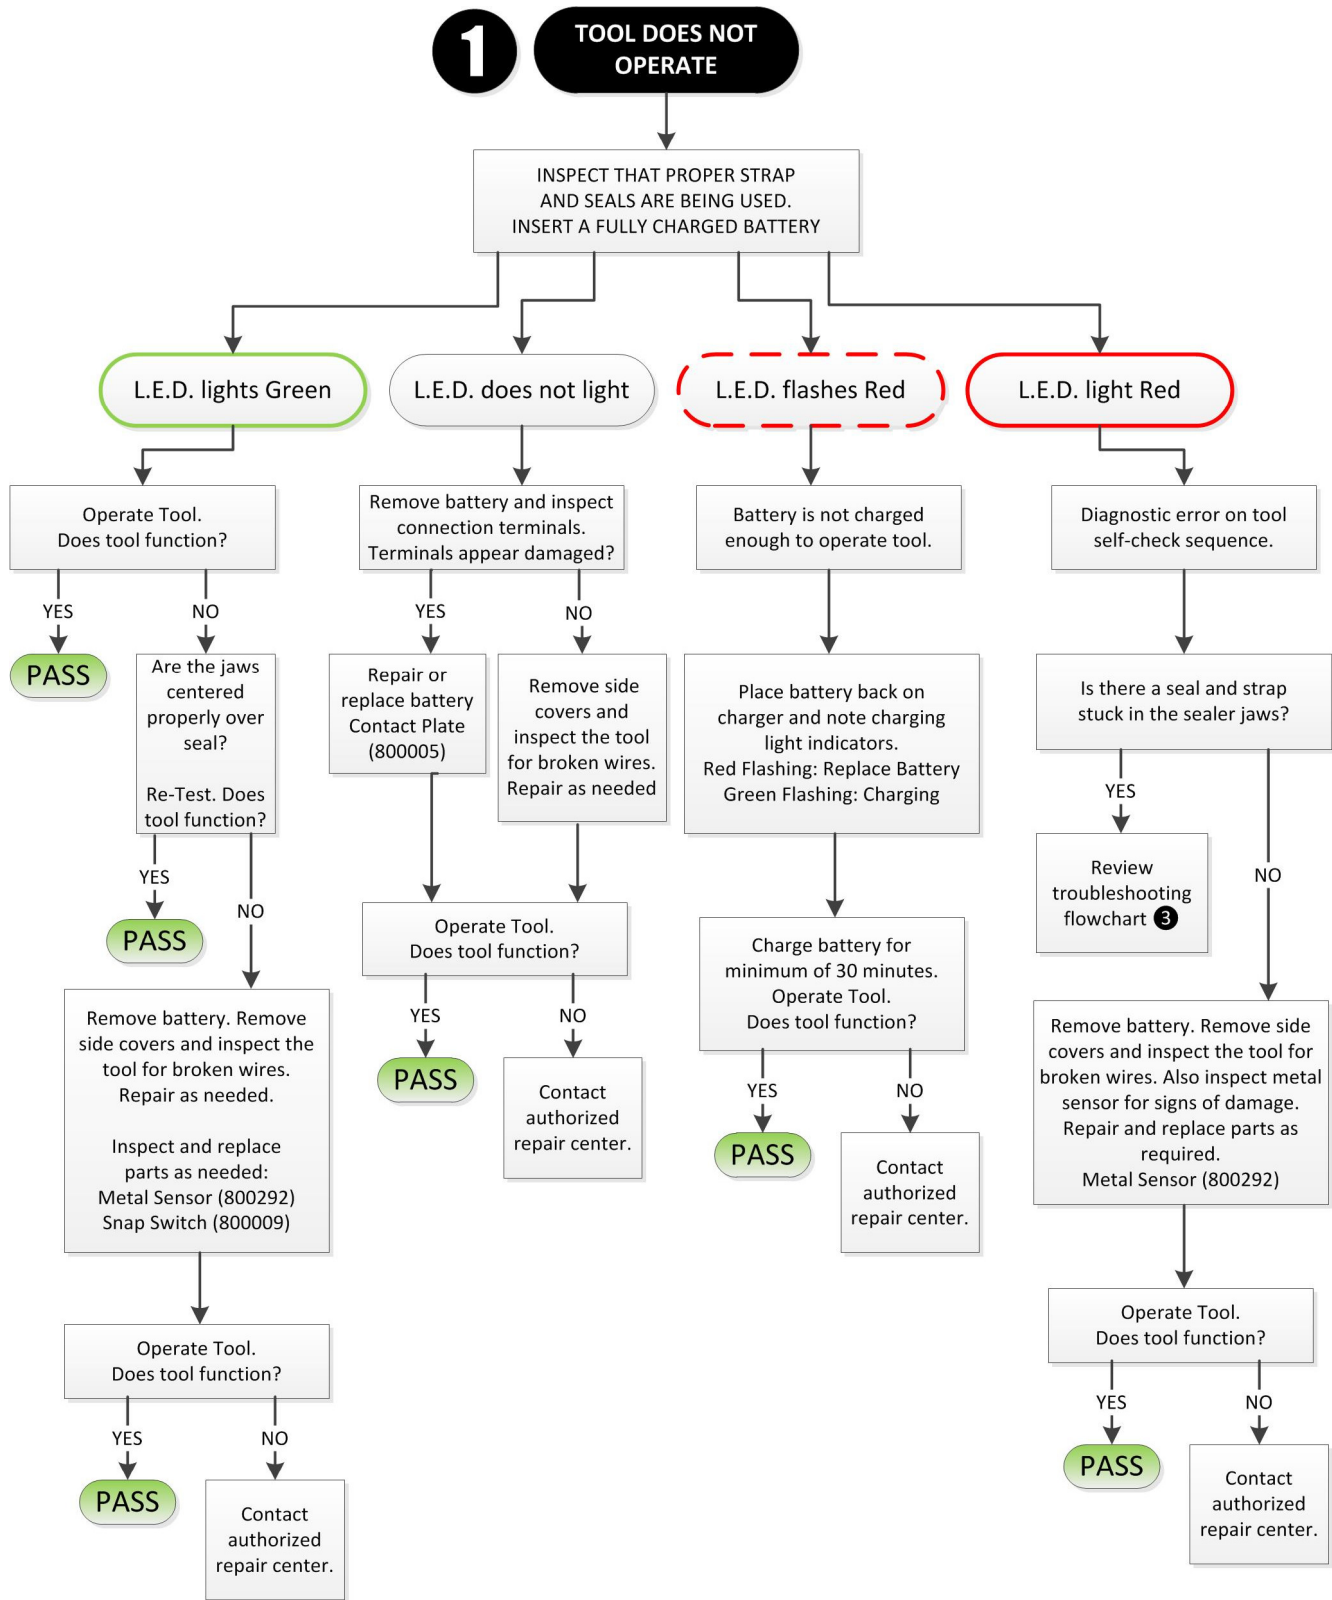 1
TOOL DOES NOT
OPERATE
INSPECT THAT PROPER STRAP
AND SEALS ARE BEING USED.
INSERT A FULLY CHARGED BATTERY
L.E.D. lights Green
L.E.D. does not light
L.E.D. flashes Red
L.E.D. light Red
Operate Tool.
Does tool function?
YES
NO
PASS
Are the jaws
centered
properly over
seal?
Re-Test. Does
tool function?
YES
NO
PASS
Remove battery. Remove
side covers and inspect the
tool for broken wires.
Repair as needed.
Inspect and replace
parts as needed:
Metal Sensor (800292)
Snap Switch (800009)
Operate Tool.
Does tool function?
YES
NO
PASS
Contact
authorized
repair center.
Remove battery and inspect
connection terminals.
Terminals appear damaged?
YES
NO
Repair or
replace battery
Contact Plate
(800005)
Remove side
covers and
inspect the tool
for broken wires.
Repair as needed
Operate Tool.
Does tool function?
YES
NO
PASS
Contact
authorized
repair center.
Battery is not charged
enough to operate tool.
Place battery back on
charger and note charging
light indicators.
Red Flashing: Replace Battery
Green Flashing: Charging
Charge battery for
minimum of 30 minutes.
Operate Tool.
Does tool function?
YES
NO
PASS
Contact
authorized
repair center.
Diagnostic error on tool
self-check sequence.
Is there a seal and strap
stuck in the sealer jaws?
YES
NO
Review
troubleshooting
flowchart 3
Remove battery. Remove side
covers and inspect the tool for
broken wires. Also inspect metal
sensor for signs of damage.
Repair and replace parts as
required.
Metal Sensor (800292)
Operate Tool.
Does tool function?
YES
NO
PASS
Contact
authorized
repair center.